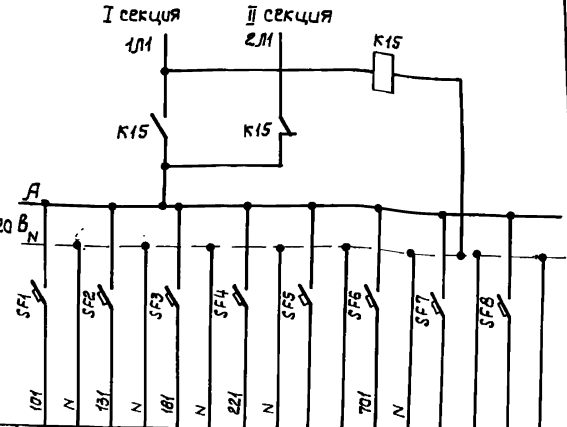 I секция II секция
1Л1 2Л1 К15
К15 К15
А
20 В N
SF1 SF2 SF3 SF4 SF5 SF6 SF7 SF8
101 N 131 N 181 N 221 N 701 N